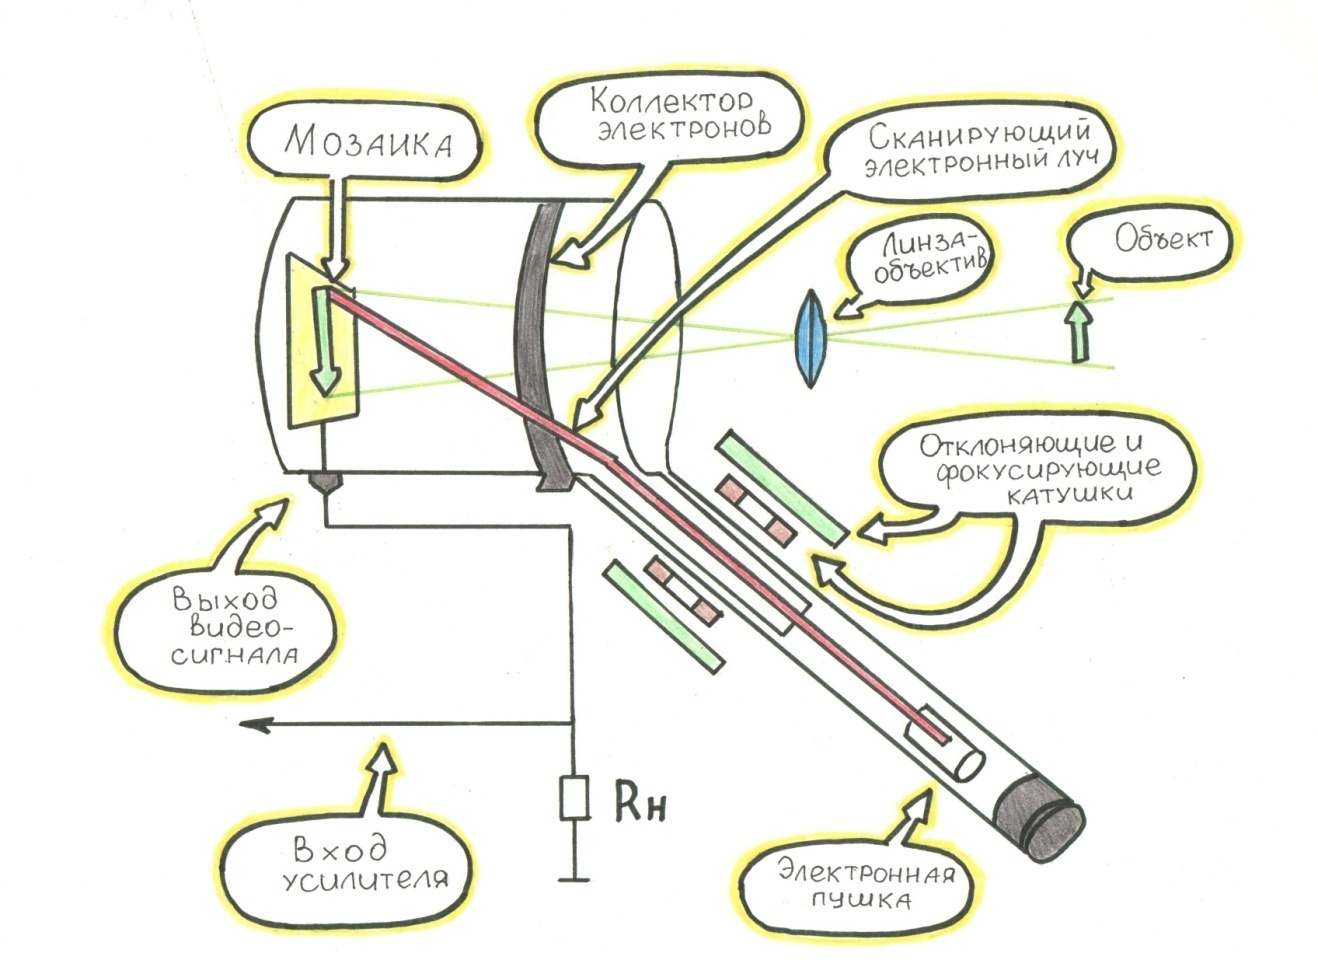 Мозаика
Коллектор
электронов
Сканирующий
электронный луч
Линза-
объектив
Объект
Отклоняющие и
фокусирующие
катушки
Выход
видео-
сигнала
Вход
усилителя
Rн
Электронная
пушка